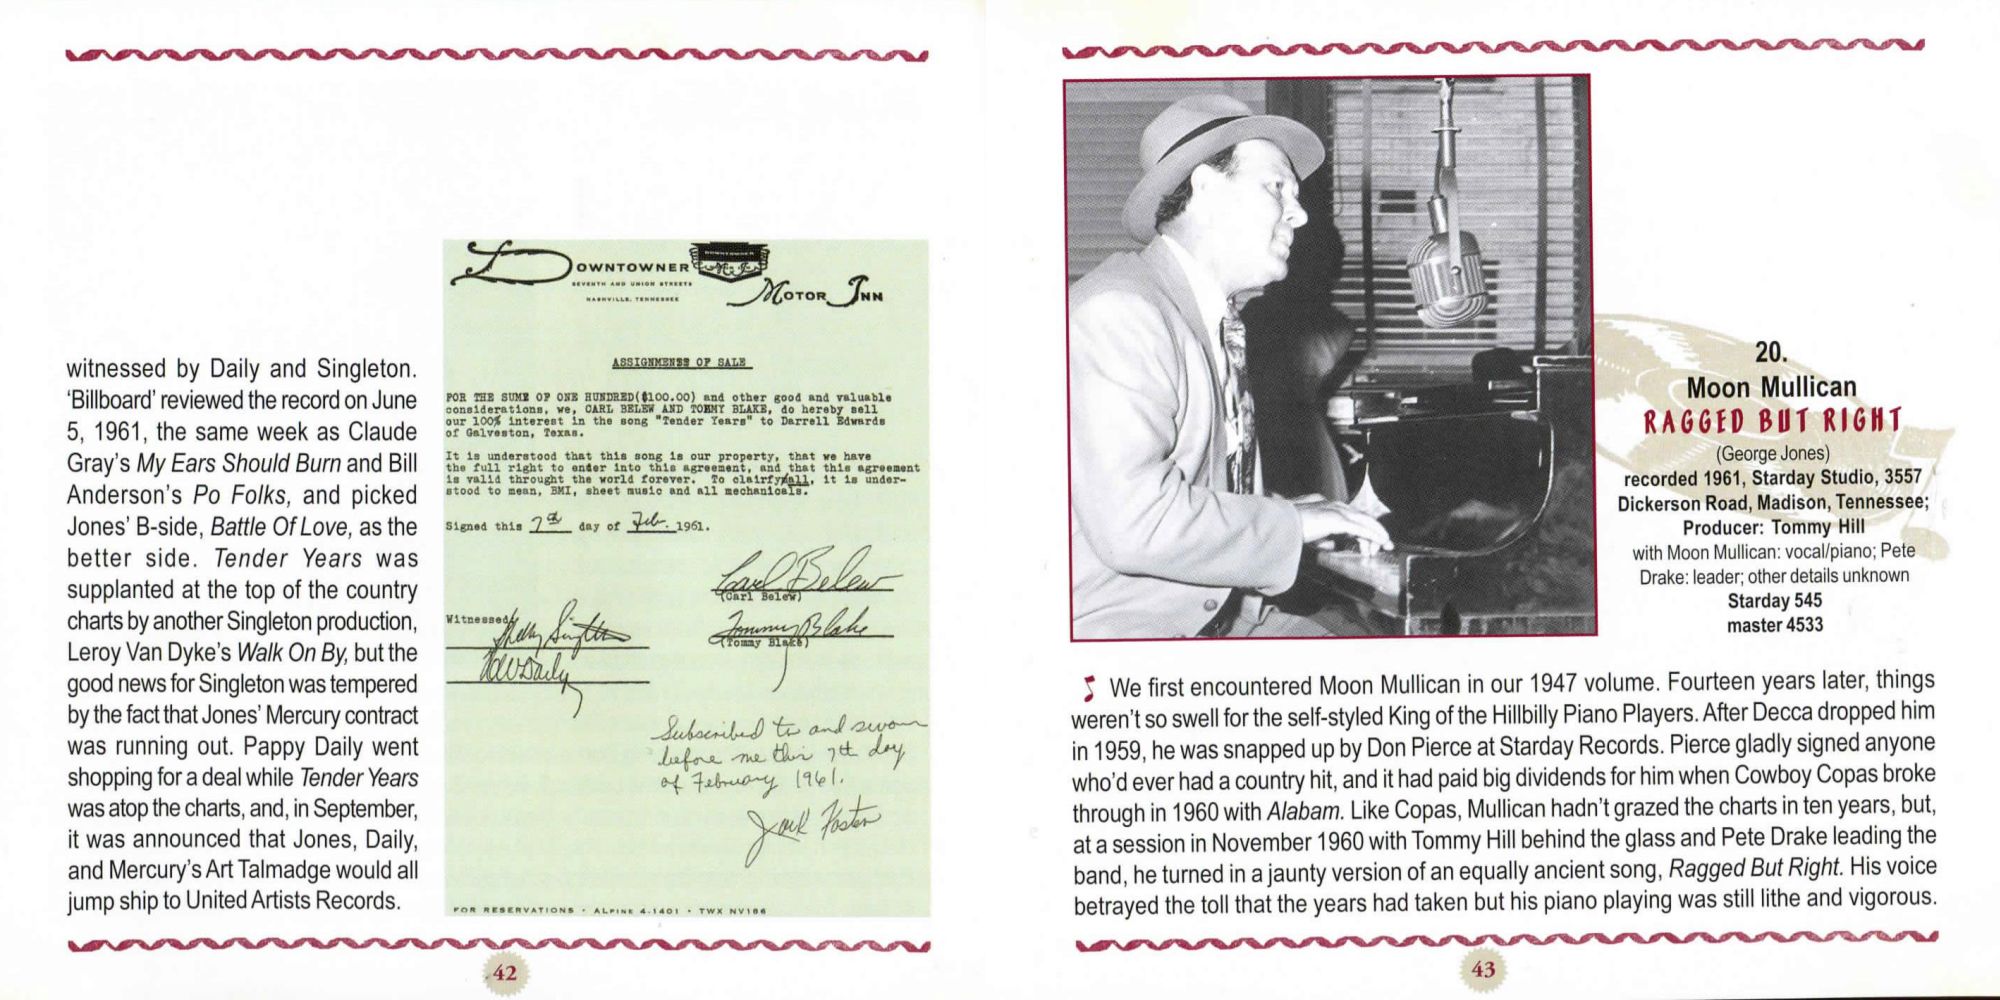 witnessed by Daily and Singleton.
'Billboard' reviewed the record on June
5, 1961, the same week as Claude
Gray's My Ears Should Burn and Bill
Anderson's Po Folks, and picked
Jones' B-side, Battle Of Love, as the
better side. Tender Years was
supplanted at the top of the country
charts by another Singleton production,
Leroy Van Dyke's Walk On By, but the
good news for Singleton was tempered
by the fact that Jones' Mercury contract
was running out. Pappy Daily went
shopping for a deal while Tender Years
was atop the charts, and, in September,
it was announced that Jones, Daily,
and Mercury's Art Talmadge would all
jump ship to United Artists Records.
DOWNTOWNER
SEVENTH AND UNION STREETS
NASHVILLE, TENNESSEE
MOTOR INN
ASSIGNMENTS OF SALE
FOR THE SUME OF ONE HUNDRED($100.00) and other good and valuable
considerations, we, CARL BELEW AND TOMMY BLAKE, do hereby sell
our 100% interest in the song "Tender Years" to Darrell Edwards
of Galveston, Texas.
It is understood that this song is our property, that we have
the full right to ender into this agreement, and that this agreement
is valid throught the world forever. To clairfy all, it is under-
stood to mean, BMI, sheet music and all mechanicals.
Signed this 7th day of Feb. 1961.
Carl Belew
(Carl Belew)
Witnessed
Shelby Singleton
Tommy Blake
(Tommy Blake)
HW Daily
Subscribed to and sworn
before me this 7th day
of February 1961.
Jack Foster
FOR RESERVATIONS • ALPINE 4-1401 • TWX NV186
42
20.
Moon Mullican
RAGGED BUT RIGHT
(George Jones)
recorded 1961, Starday Studio, 3557
Dickerson Road, Madison, Tennessee;
Producer: Tommy Hill
with Moon Mullican: vocal/piano; Pete
Drake: leader; other details unknown
Starday 545
master 4533
We first encountered Moon Mullican in our 1947 volume. Fourteen years later, things
weren't so swell for the self-styled King of the Hillbilly Piano Players. After Decca dropped him
in 1959, he was snapped up by Don Pierce at Starday Records. Pierce gladly signed anyone
who'd ever had a country hit, and it had paid big dividends for him when Cowboy Copas broke
through in 1960 with Alabam. Like Copas, Mullican hadn't grazed the charts in ten years, but,
at a session in November 1960 with Tommy Hill behind the glass and Pete Drake leading the
band, he turned in a jaunty version of an equally ancient song, Ragged But Right. His voice
betrayed the toll that the years had taken but his piano playing was still lithe and vigorous.
43